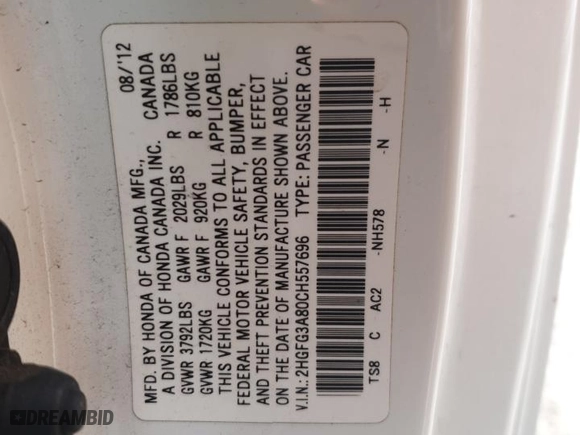 MFD. BY HONDA OF CANADA MFG., 08/'12
A DIVISION OF HONDA CANADA INC. CANADA
GVWR 3792LBS GAWR F 2029LBS R 1786LBS
GVWR 1720KG GAWR F 920KG R 810KG
THIS VEHICLE CONFORMS TO ALL APPLICABLE
FEDERAL MOTOR VEHICLE SAFETY, BUMPER,
AND THEFT PREVENTION STANDARDS IN EFFECT
ON THE DATE OF MANUFACTURE SHOWN ABOVE.
V.I.N.: 2HGFG3A80CH557696 TYPE: PASSENGER CAR
TS8 C AC2 -NH578 -N -H
DREAMBID